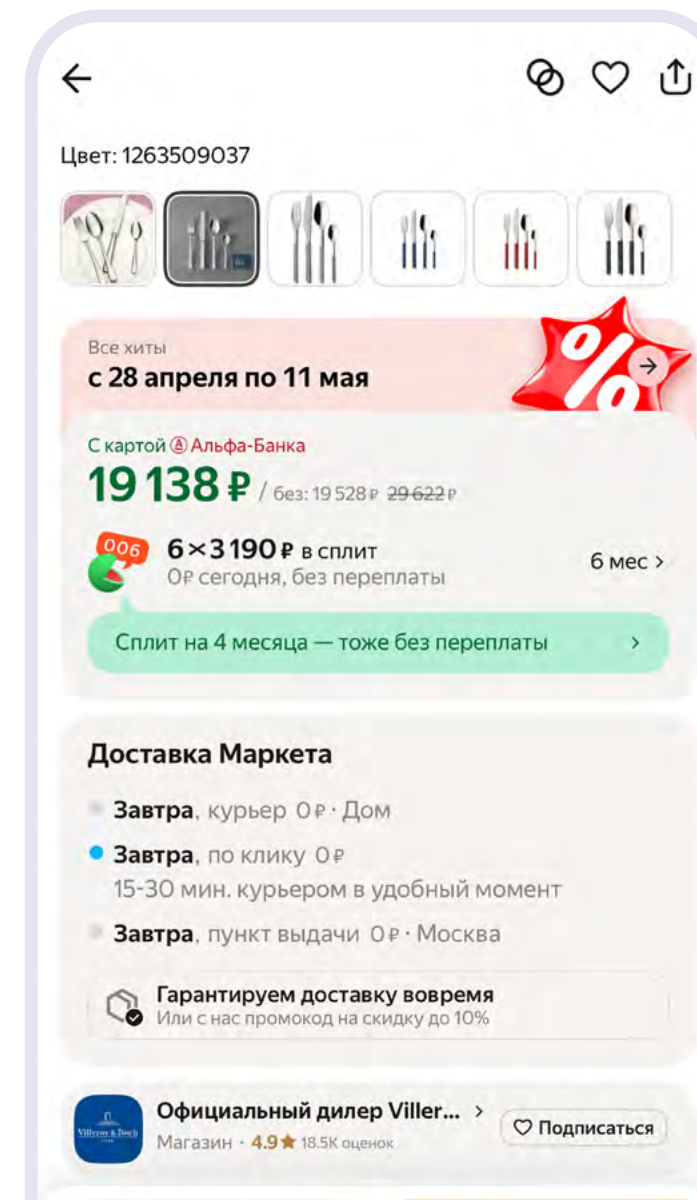 Цвет: 1263509037
Все хиты
с 28 апреля по 11 мая
%
С картой Альфа-Банка
19 138 ₽ / без: 19 528 ₽ 29 622 ₽
006
6×3 190 ₽ в сплит
0₽ сегодня, без переплаты
6 мес >
Сплит на 4 месяца — тоже без переплаты >
Доставка Маркета
Завтра, курьер 0₽ · Дом
Завтра, по клику 0₽
15-30 мин. курьером в удобный момент
Завтра, пункт выдачи 0₽ · Москва
Гарантируем доставку вовремя
Или с нас промокод на скидку до 10%
Villeroy & Boch
Официальный дилер Viller... >
Магазин · 4.9★ 18.5K оценок
Подписаться